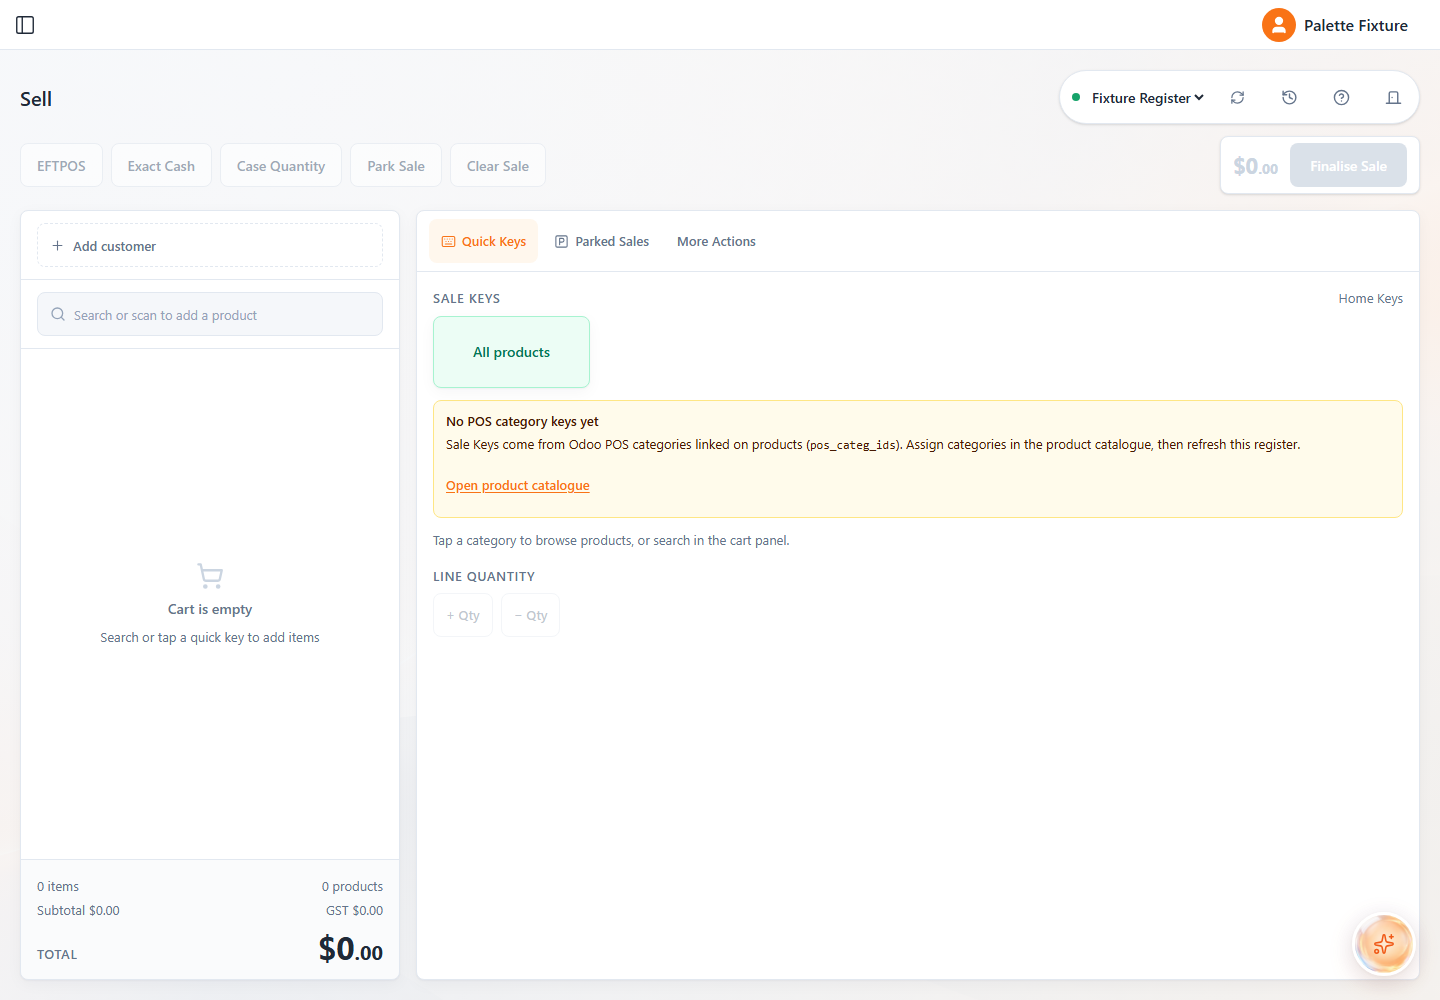 Palette Fixture
Sell
Fixture Register
EFTPOS
Exact Cash
Case Quantity
Park Sale
Clear Sale
$0.00
Finalise Sale
Add customer
Search or scan to add a product
Cart is empty
Search or tap a quick key to add items
0 items
0 products
Subtotal $0.00
GST $0.00
TOTAL
$0.00
Quick Keys
Parked Sales
More Actions
SALE KEYS
Home Keys
All products
No POS category keys yet
Sale Keys come from Odoo POS categories linked on products (pos_categ_ids). Assign categories in the product catalogue, then refresh this register.
Open product catalogue
Tap a category to browse products, or search in the cart panel.
LINE QUANTITY
+ Qty
− Qty